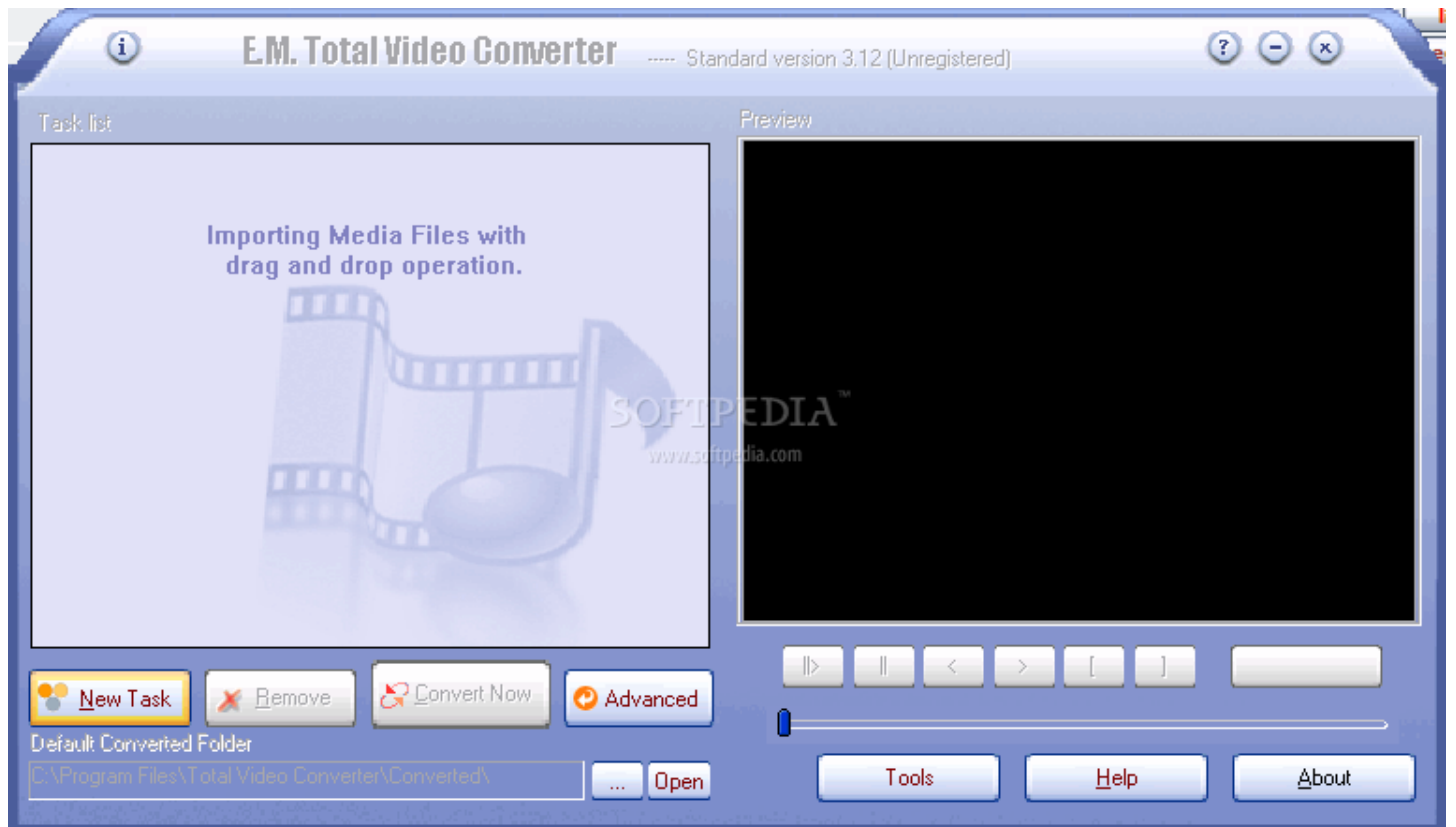 E.M. Total Video Converter ----- Standard version 3.12 (Unregistered)
? - x
Task list
Preview
Importing Media Files with
drag and drop operation.
SOFTPEDIA™
www.softpedia.com
||> || < > [ ]
New Task Remove Convert Now Advanced
Default Converted Folder
C:\Program Files\Total Video Converter\Converted\ ... Open
Tools Help About